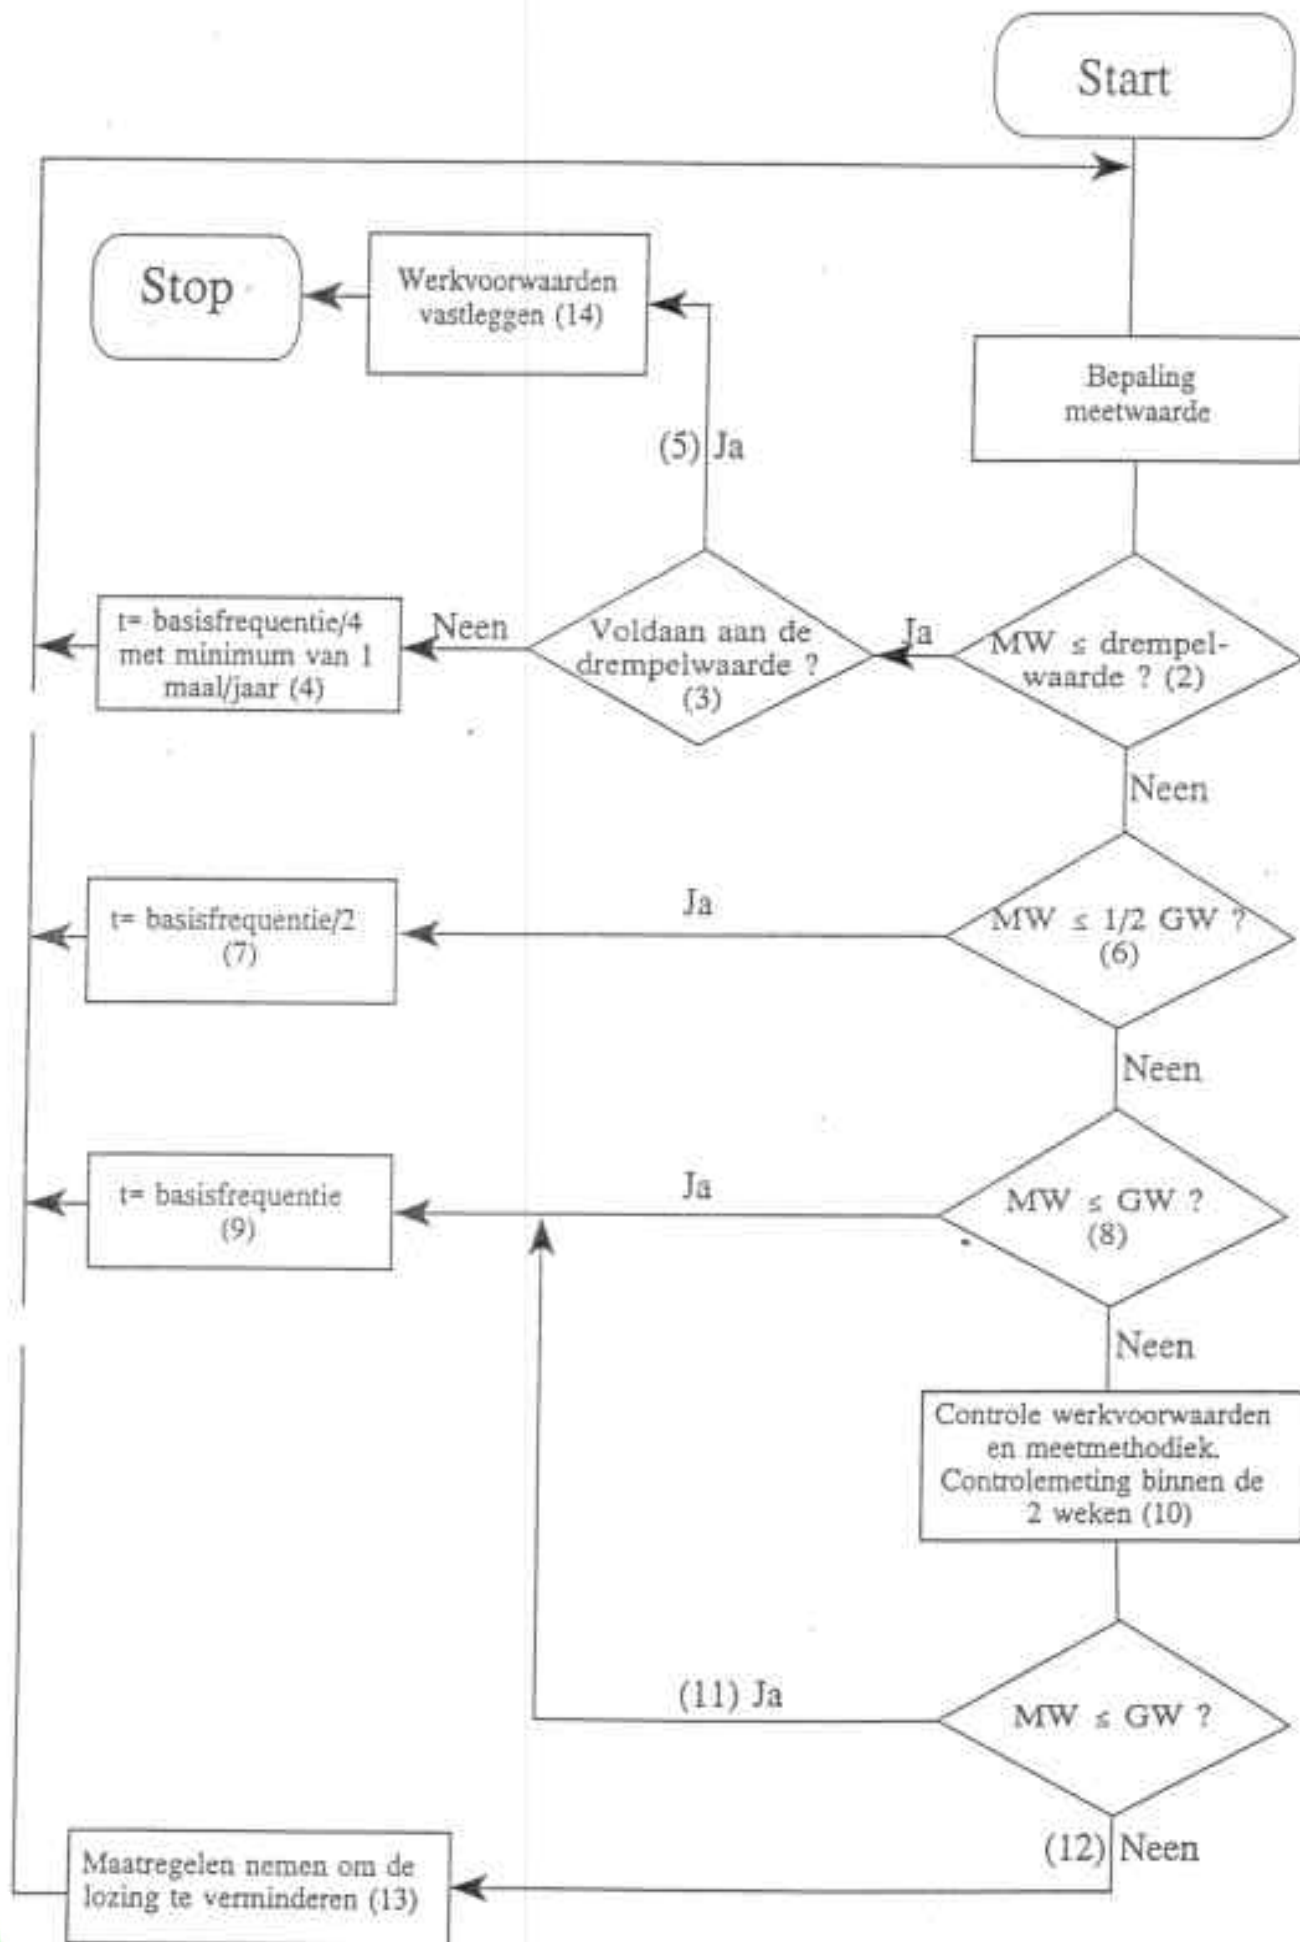 Start
Stop
Werkvoorwaarden
vastleggen (14)
Bepaling
meetwaarde
(5) Ja
t= basisfrequentie/4
met minimum van 1
maal/jaar (4)
Neen
Voldaan aan de
drempelwaarde ?
(3)
Ja
MW ≤ drempel-
waarde ? (2)
Neen
t= basisfrequentie/2
(7)
Ja
MW ≤ 1/2 GW ?
(6)
Neen
t= basisfrequentie
(9)
Ja
MW ≤ GW ?
(8)
Neen
Controle werkvoorwaarden
en meetmethodiek.
Controlemeting binnen de
2 weken (10)
(11) Ja
MW ≤ GW ?
(12) Neen
Maatregelen nemen om de
lozing te verminderen (13)